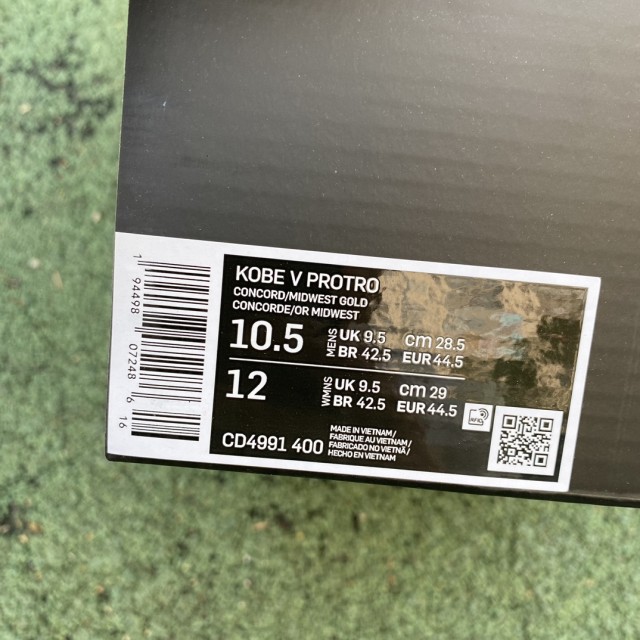 KOBE V PROTRO
CONCORD/MIDWEST GOLD
CONCORDE/OR MIDWEST
10.5 MENS UK 9.5 cm 28.5
BR 42.5 EUR 44.5
12 WMNS UK 9.5 cm 29
BR 42.5 EUR 44.5
CD4991 400
MADE IN VIETNAM/
FABRIQUE AU VIETNAM/
FABRICADO NO VIETNÃ/
HECHO EN VIETNAM
RFID
1 94498 07248 6
16